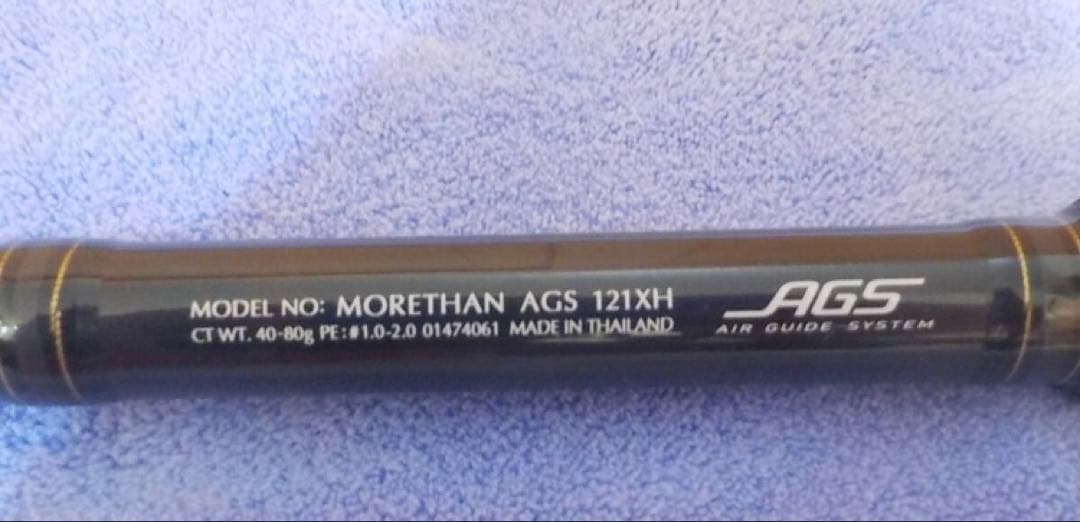 MODEL NO: MORETHAN AGS 121XH
CT WT. 40-80g PE:#1.0-2.0 01474061 MADE IN THAILAND
AGS
AIR GUIDE SYSTEM